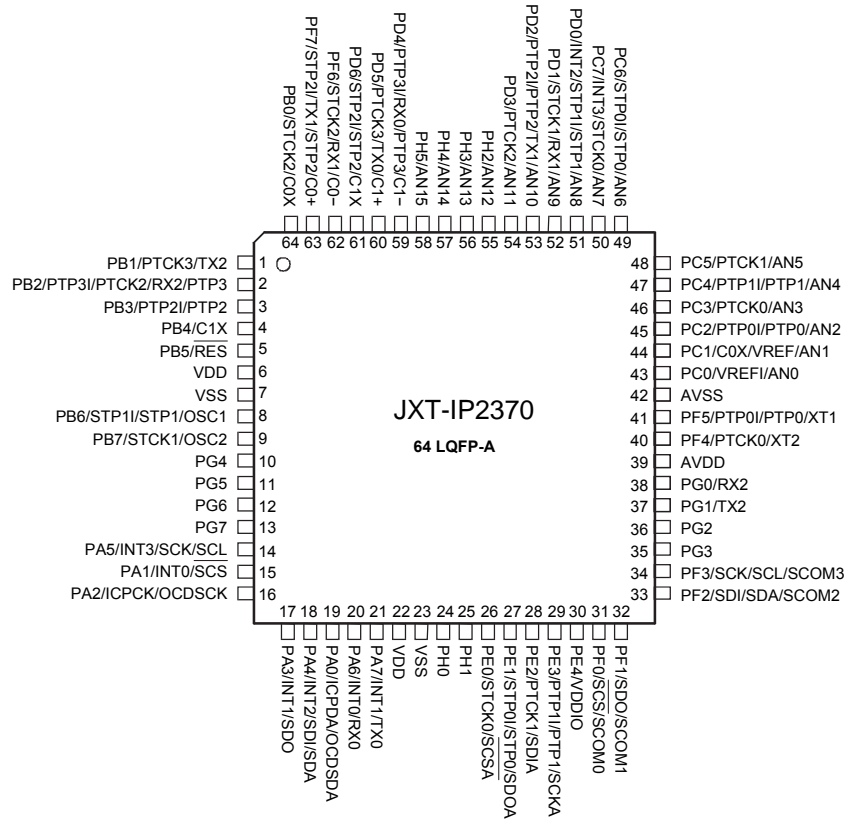 PB0/STCK2/C0X
PF7/STP2I/TX1/STP2/C0+
PF6/STCK2/RX1/C0−
PD6/STP2I/STP2/C1X
PD5/PTCK3/TX0/C1+
PD4/PTP3I/RX0/PTP3/C1−
PH5/AN15
PH4/AN14
PH3/AN13
PH2/AN12
PD3/PTCK2/AN11
PD2/PTP2I/PTP2/TX1/AN10
PD1/STCK1/RX1/AN9
PD0/INT2/STP1I/STP1/AN8
PC7/INT3/STCK0/AN7
PC6/STP0I/STP0/AN6
64 63 62 61 60 59 58 57 56 55 54 53 52 51 50 49
PB1/PTCK3/TX2 1
PB2/PTP3I/PTCK2/RX2/PTP3 2
PB3/PTP2I/PTP2 3
PB4/C1X 4
PB5/RES 5
VDD 6
VSS 7
PB6/STP1I/STP1/OSC1 8
PB7/STCK1/OSC2 9
PG4 10
PG5 11
PG6 12
PG7 13
PA5/INT3/SCK/SCL 14
PA1/INT0/SCS 15
PA2/ICPCK/OCDSCK 16
JXT-IP2370
64 LQFP-A
48 PC5/PTCK1/AN5
47 PC4/PTP1I/PTP1/AN4
46 PC3/PTCK0/AN3
45 PC2/PTP0I/PTP0/AN2
44 PC1/C0X/VREF/AN1
43 PC0/VREFI/AN0
42 AVSS
41 PF5/PTP0I/PTP0/XT1
40 PF4/PTCK0/XT2
39 AVDD
38 PG0/RX2
37 PG1/TX2
36 PG2
35 PG3
34 PF3/SCK/SCL/SCOM3
33 PF2/SDI/SDA/SCOM2
17 18 19 20 21 22 23 24 25 26 27 28 29 30 31 32
PA3/INT1/SDO
PA4/INT2/SDI/SDA
PA0/ICPDA/OCDSDA
PA6/INT0/RX0
PA7/INT1/TX0
VDD
VSS
PH0
PH1
PE0/STCK0/SCSA
PE1/STP0I/STP0/SDOA
PE2/PTCK1/SDIA
PE3/PTP1I/PTP1/SCKA
PE4/VDDIO
PF0/SCS/SCOM0
PF1/SDO/SCOM1